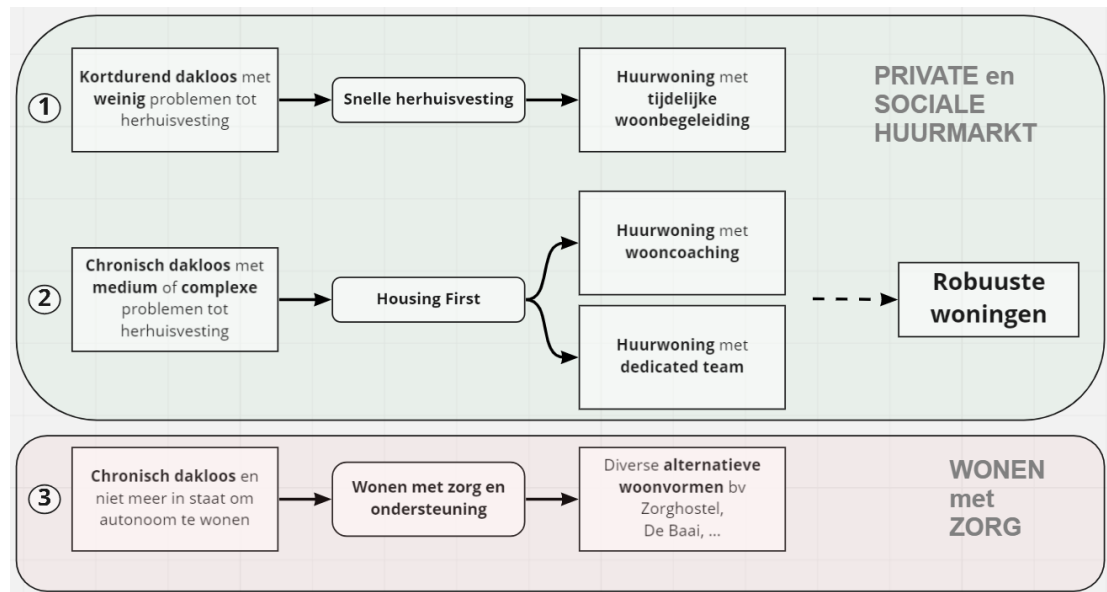 1
Kortdurend dakloos met
weinig problemen tot
herhuisvesting
Snelle herhuisvesting
Huurwoning met
tijdelijke
woonbegeleiding
PRIVATE en
SOCIALE
HUURMARKT
2
Chronisch dakloos met
medium of complexe
problemen tot
herhuisvesting
Housing First
Huurwoning met
wooncoaching
Huurwoning met
dedicated team
Robuuste
woningen
3
Chronisch dakloos en
niet meer in staat om
autonoom te wonen
Wonen met zorg en
ondersteuning
Diverse alternatieve
woonvormen bv
Zorghostel,
De Baai, ...
WONEN
met
ZORG